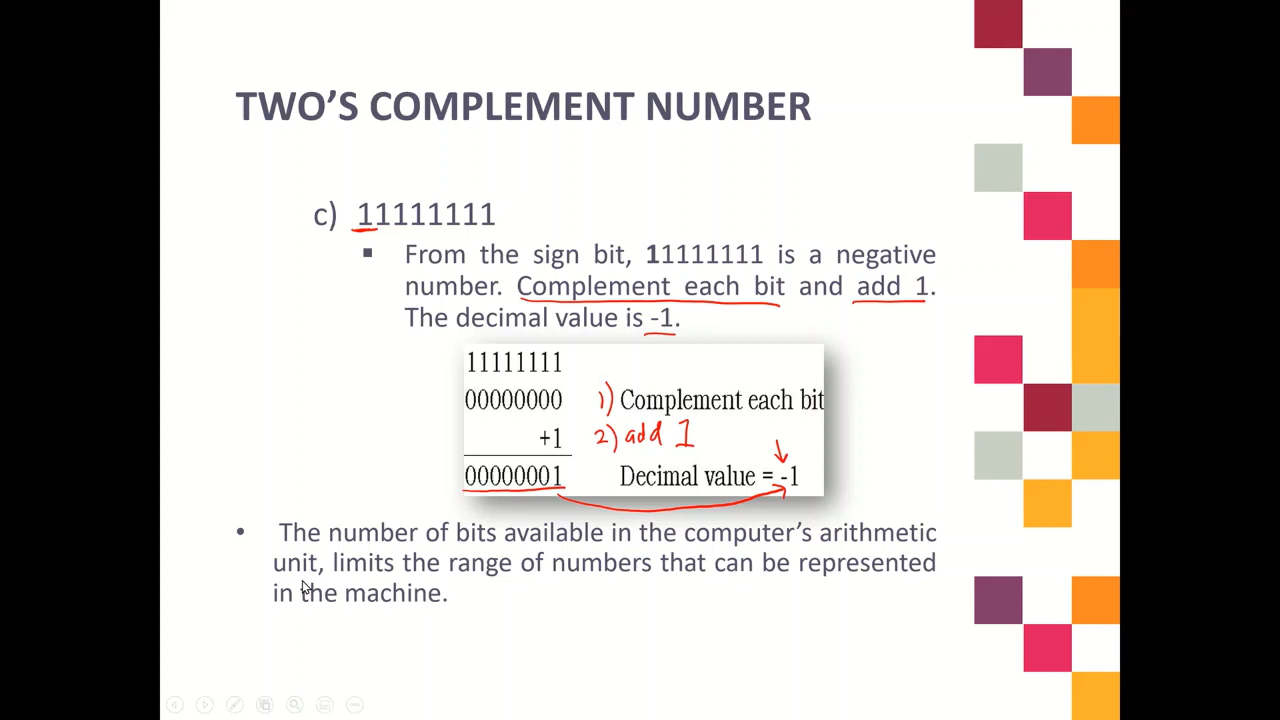 TWO'S COMPLEMENT NUMBER
c) 11111111
▪ From the sign bit, 11111111 is a negative
number. Complement each bit and add 1.
The decimal value is -1.
11111111
00000000 1) Complement each bit
+1 2) add 1
00000001 Decimal value = -1
• The number of bits available in the computer's arithmetic
unit, limits the range of numbers that can be represented
in the machine.